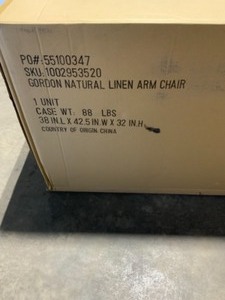 PO#:55100347
SKU:1002953520
GORDON NATURAL LINEN ARM CHAIR
1 UNIT
CASE WT: 88 LBS
38 IN.L X 42.5 IN.W X 32 IN.H
COUNTRY OF ORIGIN: CHINA